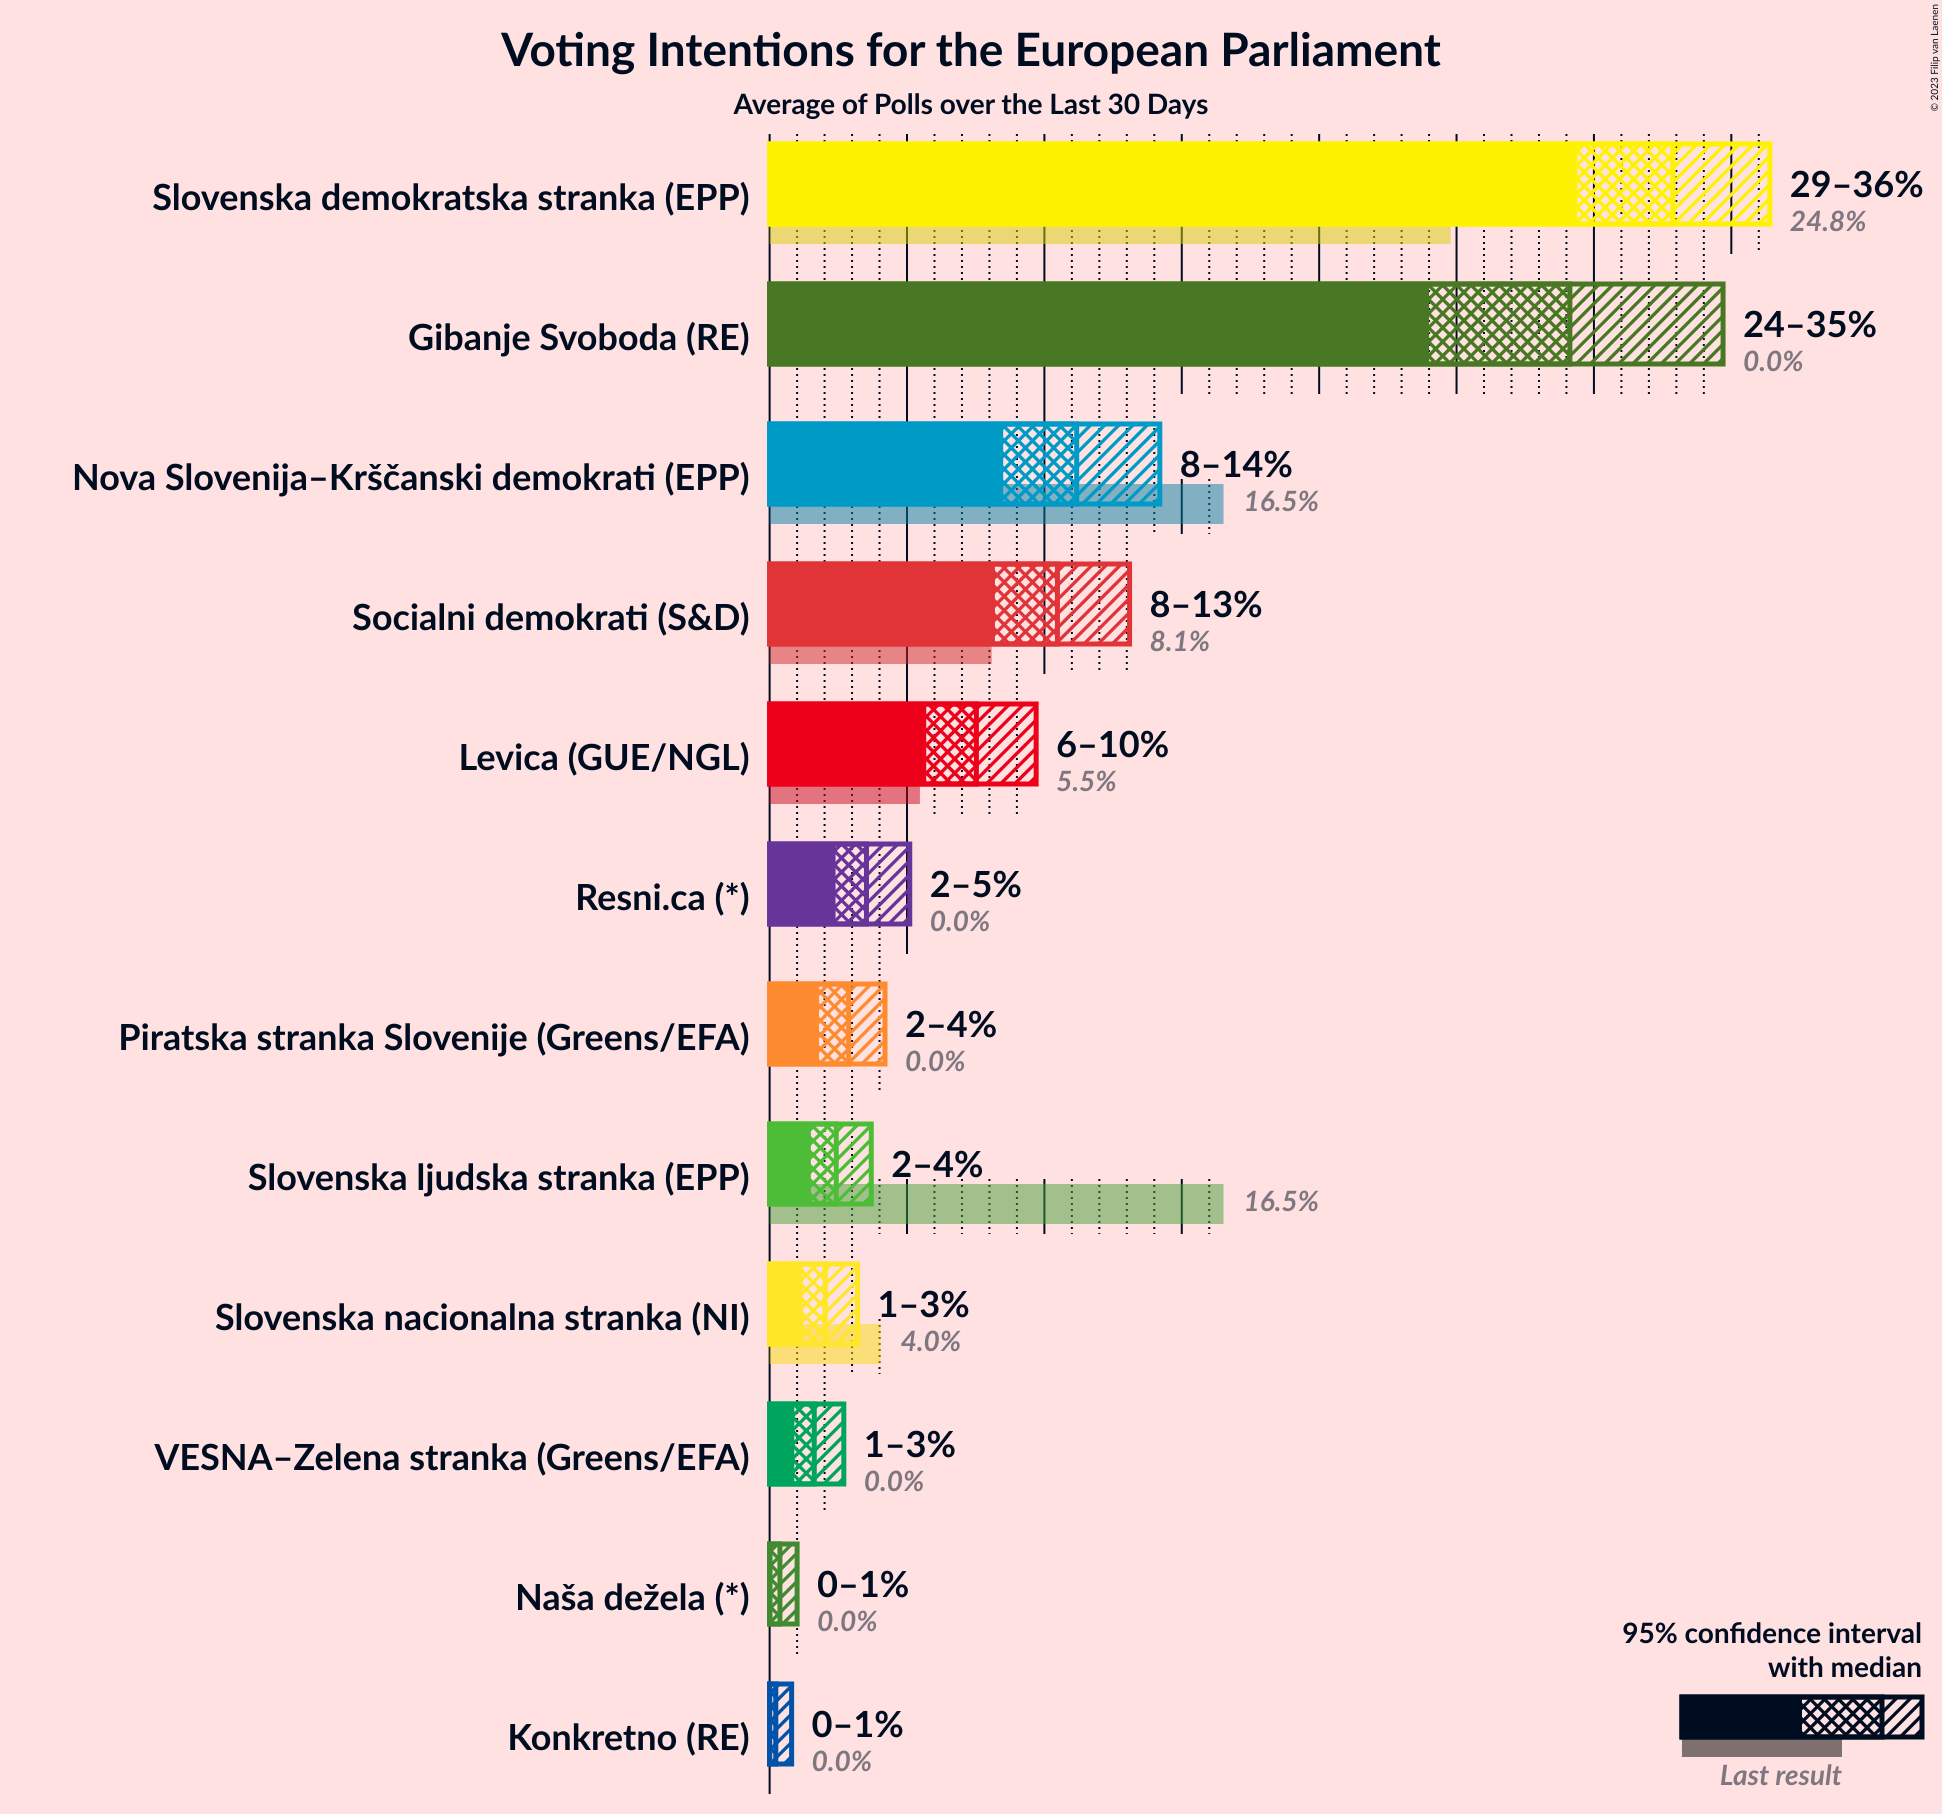 Voting Intentions for the European Parliament
Average of Polls over the Last 30 Days
© 2023 Filip van Laenen
Slovenska demokratska stranka (EPP)
29–36%
24.8%
Gibanje Svoboda (RE)
24–35%
0.0%
Nova Slovenija–Krščanski demokrati (EPP)
8–14%
16.5%
Socialni demokrati (S&D)
8–13%
8.1%
Levica (GUE/NGL)
6–10%
5.5%
Resni.ca (*)
2–5%
0.0%
Piratska stranka Slovenije (Greens/EFA)
2–4%
0.0%
Slovenska ljudska stranka (EPP)
2–4%
16.5%
Slovenska nacionalna stranka (NI)
1–3%
4.0%
VESNA–Zelena stranka (Greens/EFA)
1–3%
0.0%
Naša dežela (*)
0–1%
0.0%
Konkretno (RE)
0–1%
0.0%
95% confidence interval
with median
Last result